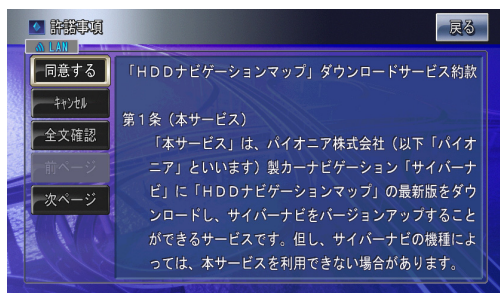 許諾事項
戻る
LAN
同意する
キャンセル
全文確認
前ページ
次ページ
「HDDナビゲーションマップ」ダウンロードサービス約款
第1条（本サービス）
「本サービス」は、パイオニア株式会社（以下「パイオ
ニア」といいます）製カーナビゲーション「サイバーナ
ビ」に「HDDナビゲーションマップ」の最新版をダウ
ンロードし、サイバーナビをバージョンアップすること
ができるサービスです。但し、サイバーナビの機種によ
っては、本サービスを利用できない場合があります。